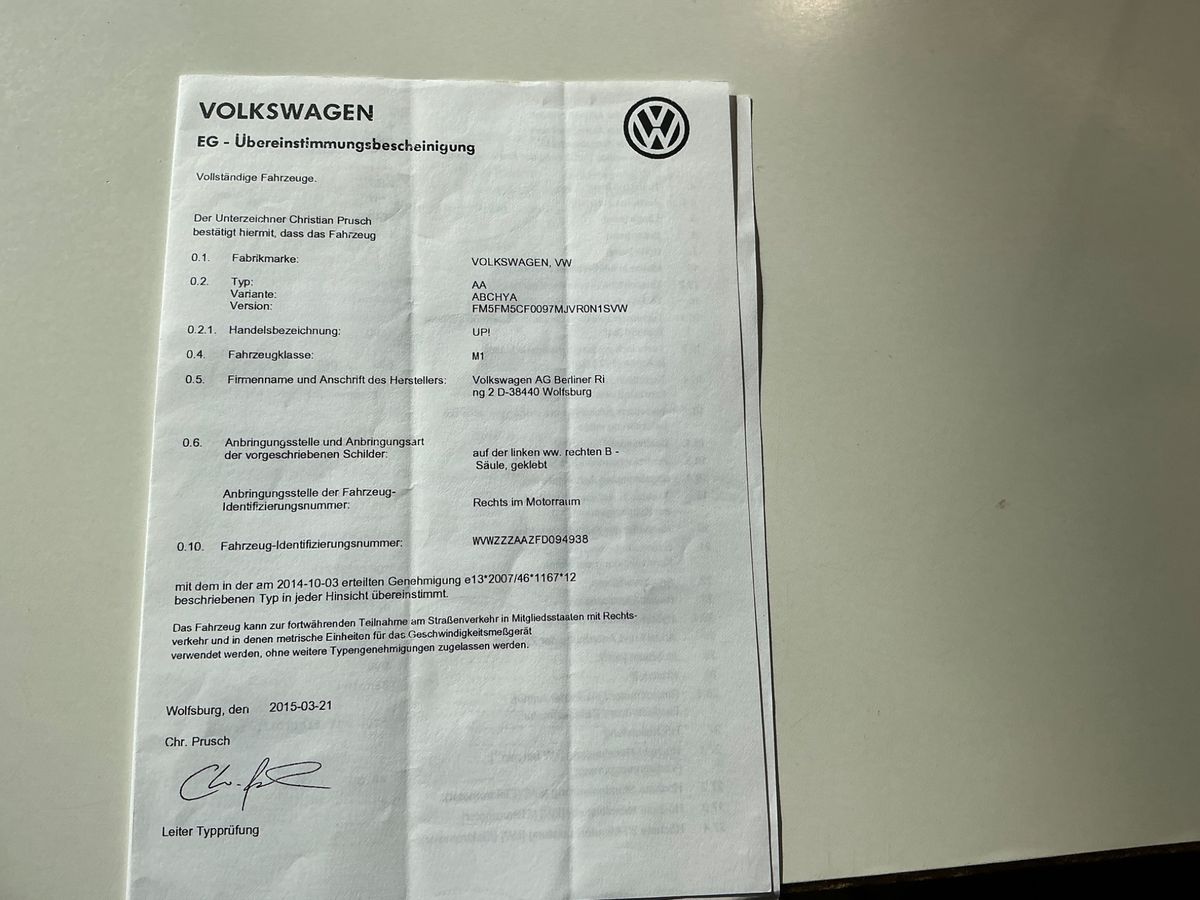 VOLKSWAGEN
EG - Übereinstimmungsbescheinigung
Vollständige Fahrzeuge.
Der Unterzeichner Christian Prusch
bestätigt hiermit, dass das Fahrzeug
0.1. Fabrikmarke: VOLKSWAGEN, VW
0.2. Typ: AA
Variante: ABCHYA
Version: FM5FM5CF0097MJVR0N1SVW
0.2.1. Handelsbezeichnung: UP!
0.4. Fahrzeugklasse: M1
0.5. Firmenname und Anschrift des Herstellers: Volkswagen AG Berliner Ri
ng 2 D-38440 Wolfsburg
0.6. Anbringungsstelle und Anbringungsart
der vorgeschriebenen Schilder: auf der linken ww. rechten B -
Säule, geklebt
Anbringungsstelle der Fahrzeug-
Identifizierungsnummer: Rechts im Motorraum
0.10. Fahrzeug-Identifizierungsnummer: WVWZZZAAZFD094938
mit dem in der am 2014-10-03 erteilten Genehmigung e13*2007/46*1167*12
beschriebenen Typ in jeder Hinsicht übereinstimmt.
Das Fahrzeug kann zur fortwährenden Teilnahme am Straßenverkehr in Mitgliedsstaaten mit Rechts-
verkehr und in denen metrische Einheiten für das Geschwindigkeitsmeßgerät
verwendet werden, ohne weitere Typengenehmigungen zugelassen werden.
Wolfsburg, den 2015-03-21
Chr. Prusch
Leiter Typprüfung